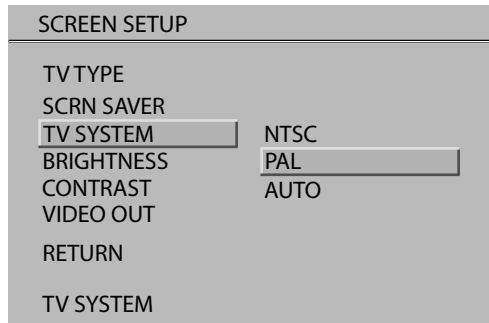 SCREEN SETUP
TV TYPE
SCRN SAVER
TV SYSTEM NTSC
BRIGHTNESS PAL
CONTRAST AUTO
VIDEO OUT
RETURN
TV SYSTEM